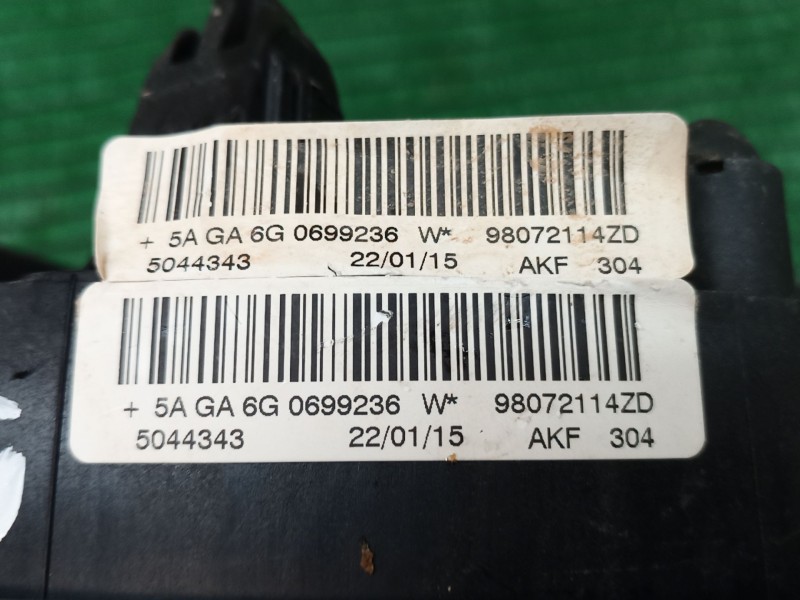 + 5A GA 6G 0699236 W* 98072114ZD
5044343 22/01/15 AKF 304
+ 5A GA 6G 0699236 W* 98072114ZD
5044343 22/01/15 AKF 304